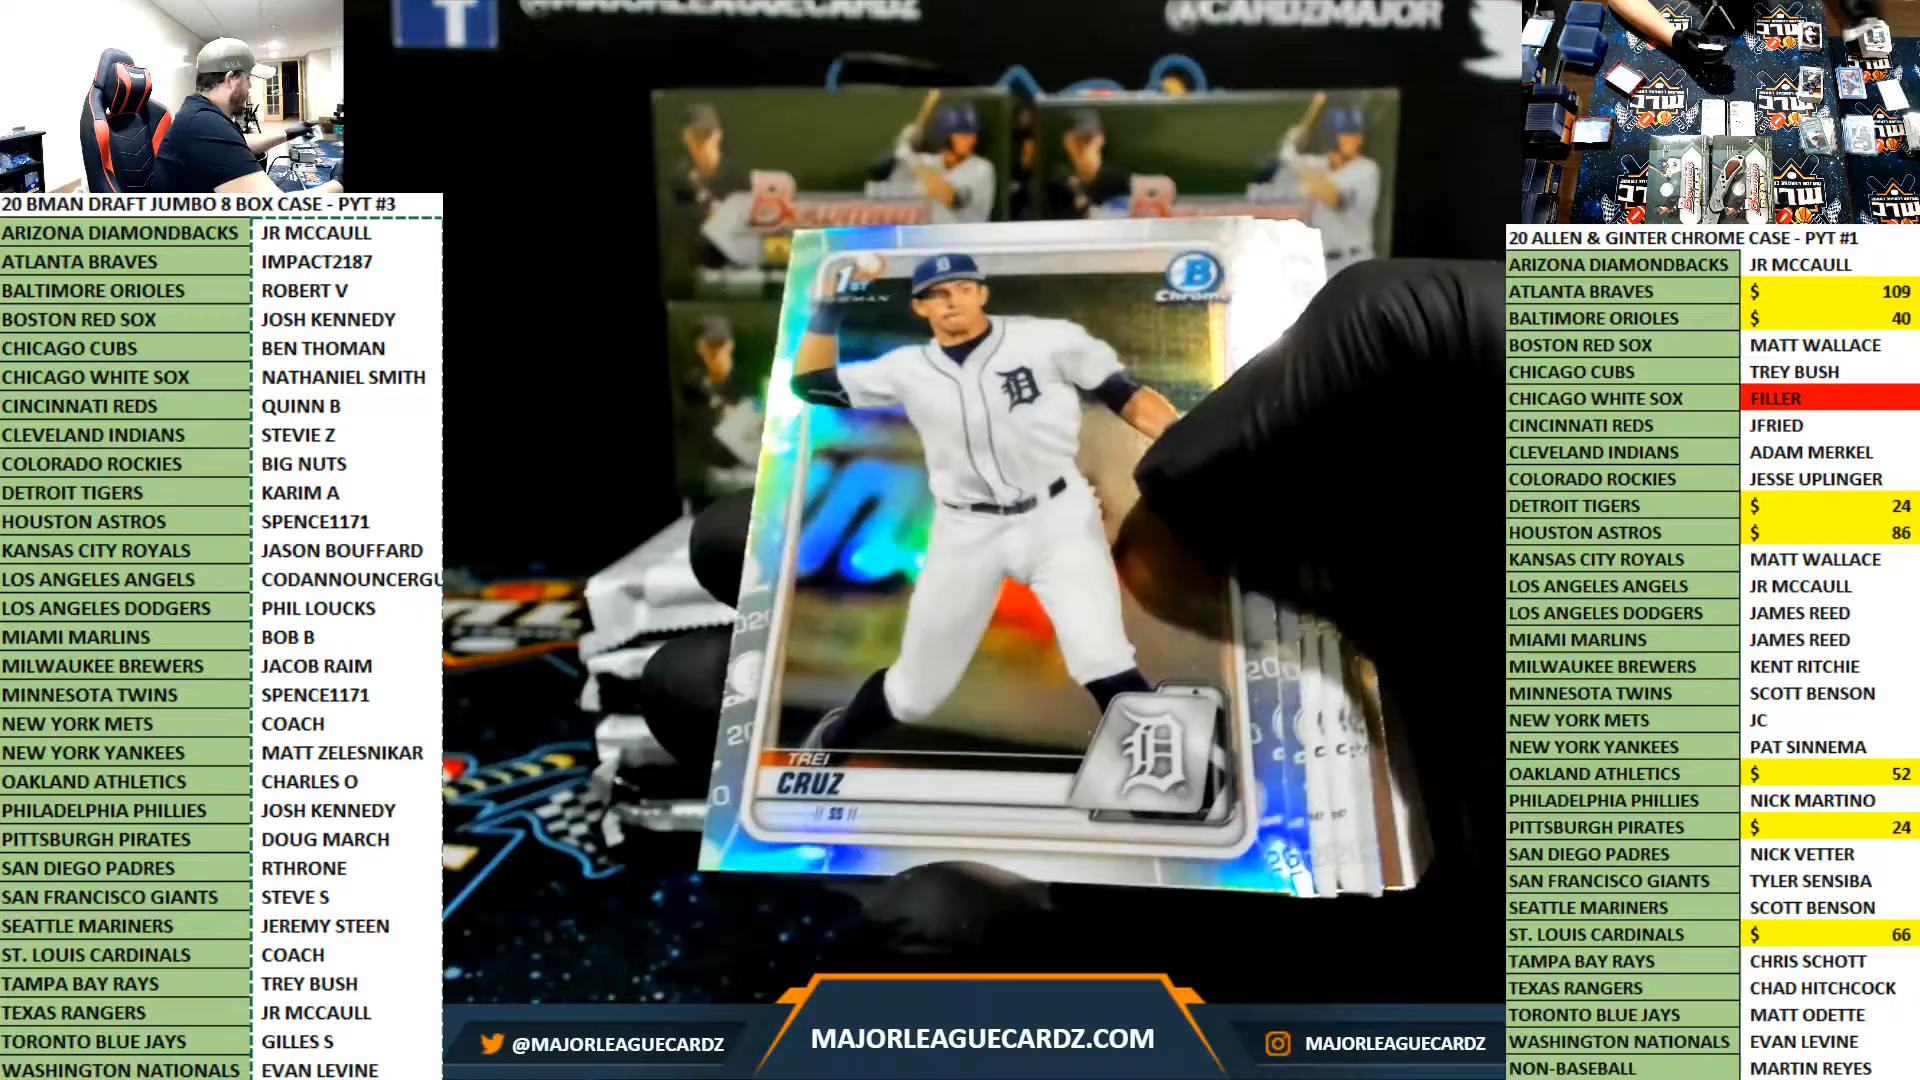 @MAJORLEAGUECARDZ
@CARDZMAJOR
20 BMAN DRAFT JUMBO 8 BOX CASE - PYT #3
ARIZONA DIAMONDBACKS JR MCCAULL
ATLANTA BRAVES IMPACT2187
BALTIMORE ORIOLES ROBERT V
BOSTON RED SOX JOSH KENNEDY
CHICAGO CUBS BEN THOMAN
CHICAGO WHITE SOX NATHANIEL SMITH
CINCINNATI REDS QUINN B
CLEVELAND INDIANS STEVIE Z
COLORADO ROCKIES BIG NUTS
DETROIT TIGERS KARIM A
HOUSTON ASTROS SPENCE1171
KANSAS CITY ROYALS JASON BOUFFARD
LOS ANGELES ANGELS CODANNOUNCERGU
LOS ANGELES DODGERS PHIL LOUCKS
MIAMI MARLINS BOB B
MILWAUKEE BREWERS JACOB RAIM
MINNESOTA TWINS SPENCE1171
NEW YORK METS COACH
NEW YORK YANKEES MATT ZELESNIKAR
OAKLAND ATHLETICS CHARLES O
PHILADELPHIA PHILLIES JOSH KENNEDY
PITTSBURGH PIRATES DOUG MARCH
SAN DIEGO PADRES RTHRONE
SAN FRANCISCO GIANTS STEVE S
SEATTLE MARINERS JEREMY STEEN
ST. LOUIS CARDINALS COACH
TAMPA BAY RAYS TREY BUSH
TEXAS RANGERS JR MCCAULL
TORONTO BLUE JAYS GILLES S
WASHINGTON NATIONALS EVAN LEVINE
1ST
B
Chrome
D
TREI
CRUZ
// SS //
D
@MAJORLEAGUECARDZ
MAJORLEAGUECARDZ.COM
MAJORLEAGUECARDZ
20 ALLEN & GINTER CHROME CASE - PYT #1
ARIZONA DIAMONDBACKS JR MCCAULL
ATLANTA BRAVES $ 109
BALTIMORE ORIOLES $ 40
BOSTON RED SOX MATT WALLACE
CHICAGO CUBS TREY BUSH
CHICAGO WHITE SOX FILLER
CINCINNATI REDS JFRIED
CLEVELAND INDIANS ADAM MERKEL
COLORADO ROCKIES JESSE UPLINGER
DETROIT TIGERS $ 24
HOUSTON ASTROS $ 86
KANSAS CITY ROYALS MATT WALLACE
LOS ANGELES ANGELS JR MCCAULL
LOS ANGELES DODGERS JAMES REED
MIAMI MARLINS JAMES REED
MILWAUKEE BREWERS KENT RITCHIE
MINNESOTA TWINS SCOTT BENSON
NEW YORK METS JC
NEW YORK YANKEES PAT SINNEMA
OAKLAND ATHLETICS $ 52
PHILADELPHIA PHILLIES NICK MARTINO
PITTSBURGH PIRATES $ 24
SAN DIEGO PADRES NICK VETTER
SAN FRANCISCO GIANTS TYLER SENSIBA
SEATTLE MARINERS SCOTT BENSON
ST. LOUIS CARDINALS $ 66
TAMPA BAY RAYS CHRIS SCHOTT
TEXAS RANGERS CHAD HITCHCOCK
TORONTO BLUE JAYS MATT ODETTE
WASHINGTON NATIONALS EVAN LEVINE
NON-BASEBALL MARTIN REYES